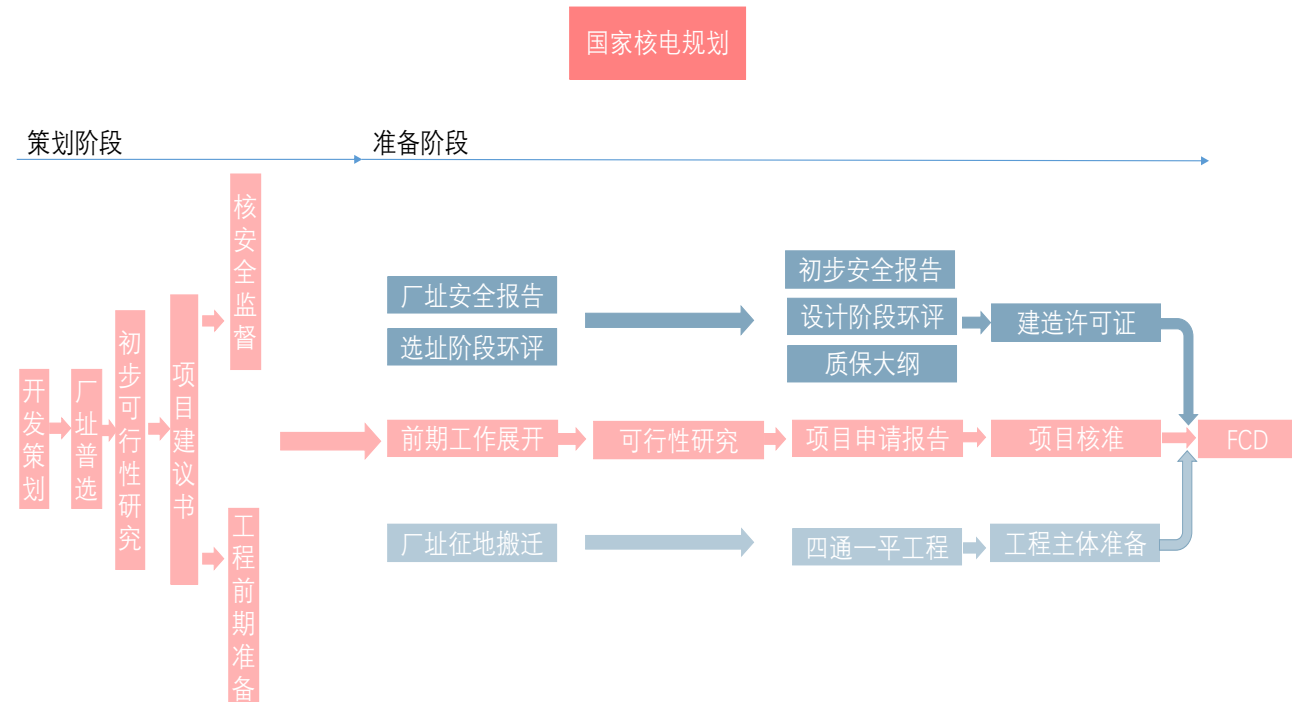 国家核电规划
策划阶段
准备阶段
开发策划
厂址普选
初步可行性研究
项目建议书
核安全监督
工程前期准备
厂址安全报告
选址阶段环评
初步安全报告
设计阶段环评
质保大纲
建造许可证
前期工作展开
可行性研究
项目申请报告
项目核准
FCD
厂址征地搬迁
四通一平工程
工程主体准备